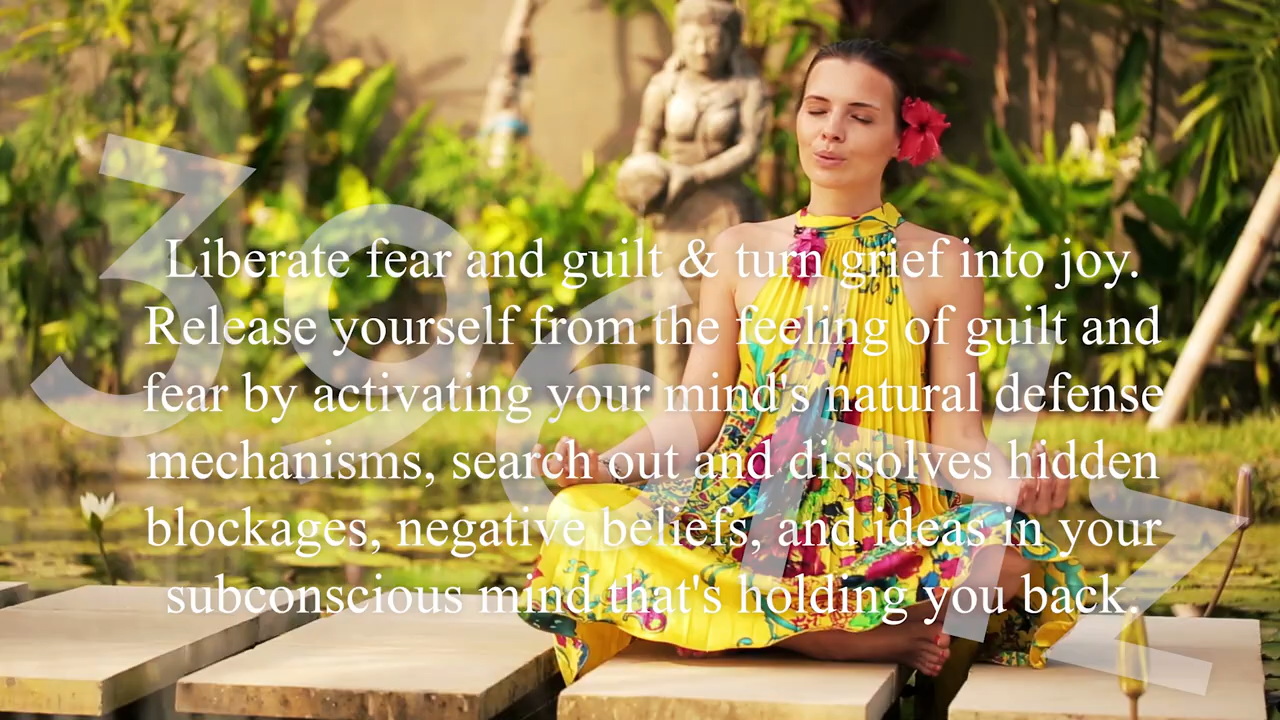 396Hz
Liberate fear and guilt & turn grief into joy.
Release yourself from the feeling of guilt and
fear by activating your mind's natural defense
mechanisms, search out and dissolves hidden
blockages, negative beliefs, and ideas in your
subconscious mind that's holding you back.